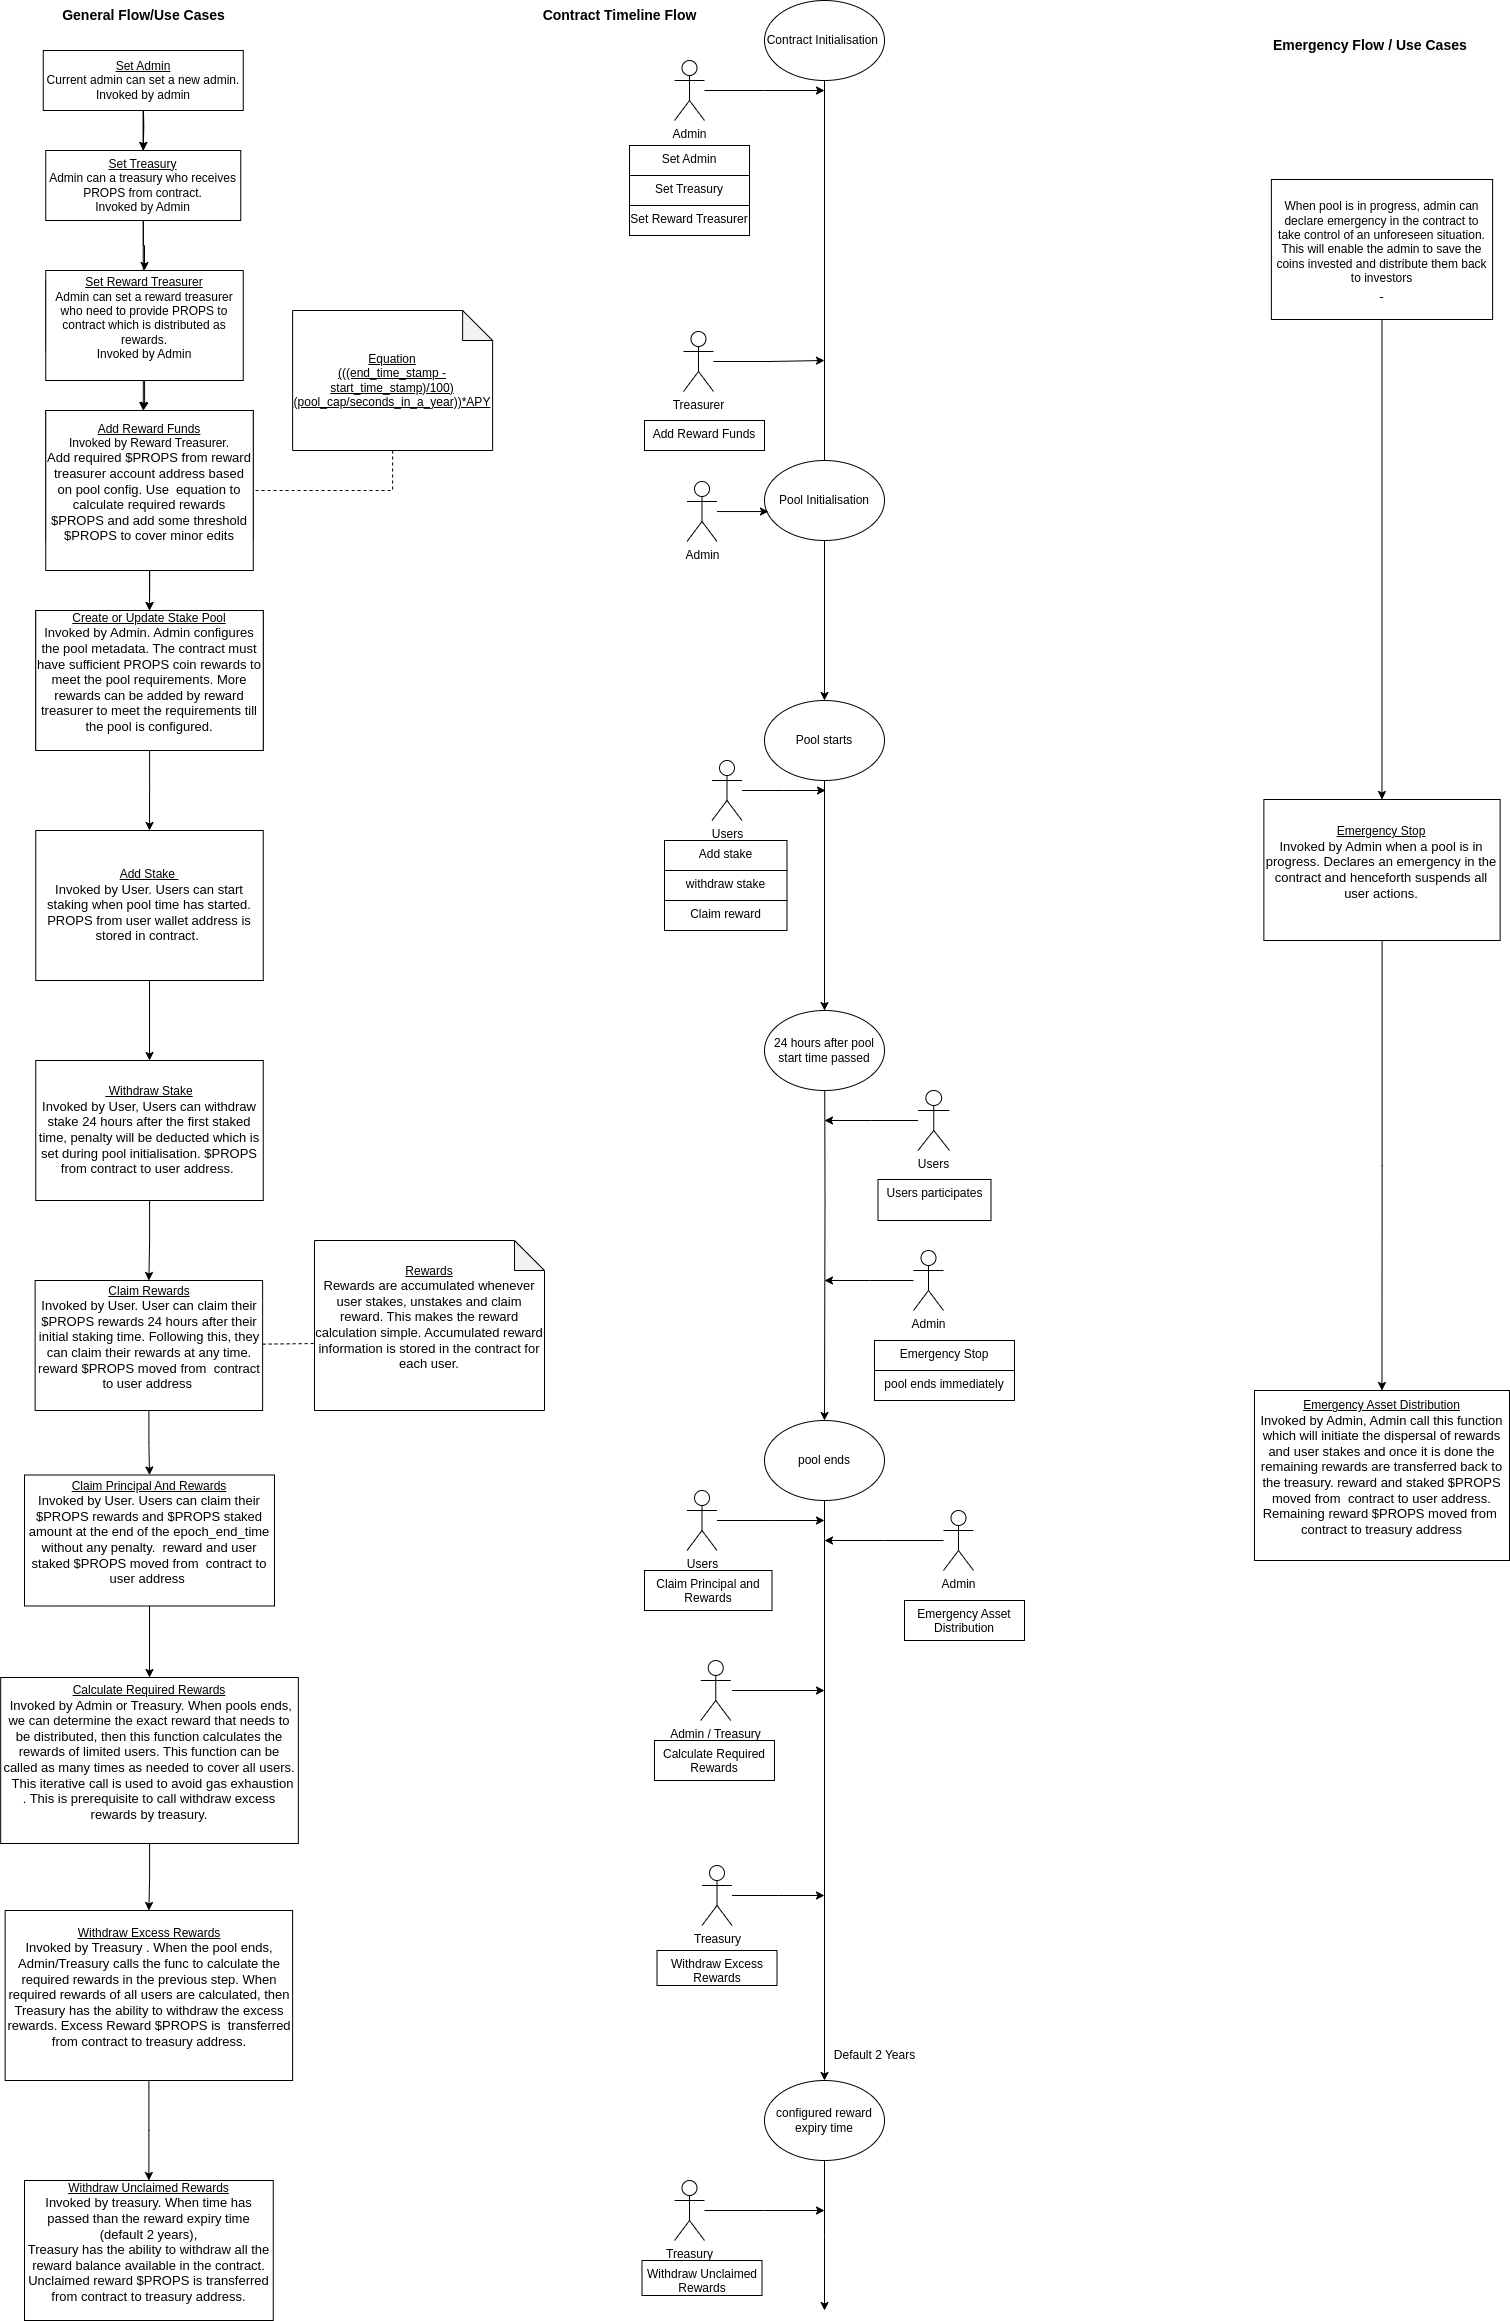 General Flow/Use Cases
Set Admin
Current admin can set a new admin.
Invoked by admin
Set Treasury
Admin can a treasury who receives
PROPS from contract.
Invoked by Admin
Set Reward Treasurer
Admin can set a reward treasurer
who need to provide PROPS to
contract which is distributed as
rewards.
Invoked by Admin
Add Reward Funds
Invoked by Reward Treasurer.
Add required $PROPS from reward
treasurer account address based
on pool config. Use  equation to
calculate required rewards
$PROPS and add some threshold
$PROPS to cover minor edits
Equation
(((end_time_stamp -
start_time_stamp)/100)
(pool_cap/seconds_in_a_year))*APY
Create or Update Stake Pool
Invoked by Admin. Admin configures
the pool metadata. The contract must
have sufficient PROPS coin rewards to
meet the pool requirements. More
rewards can be added by reward
treasurer to meet the requirements till
the pool is configured.
Add Stake
Invoked by User. Users can start
staking when pool time has started.
PROPS from user wallet address is
stored in contract.
Withdraw Stake
Invoked by User, Users can withdraw
stake 24 hours after the first staked
time, penalty will be deducted which is
set during pool initialisation. $PROPS
from contract to user address.
Claim Rewards
Invoked by User. User can claim their
$PROPS rewards 24 hours after their
initial staking time. Following this, they
can claim their rewards at any time.
reward $PROPS moved from  contract
to user address
Rewards
Rewards are accumulated whenever
user stakes, unstakes and claim
reward. This makes the reward
calculation simple. Accumulated reward
information is stored in the contract for
each user.
Claim Principal And Rewards
Invoked by User. Users can claim their
$PROPS rewards and $PROPS staked
amount at the end of the epoch_end_time
without any penalty.  reward and user
staked $PROPS moved from  contract to
user address
Calculate Required Rewards
Invoked by Admin or Treasury. When pools ends,
we can determine the exact reward that needs to
be distributed, then this function calculates the
rewards of limited users. This function can be
called as many times as needed to cover all users.
This iterative call is used to avoid gas exhaustion
. This is prerequisite to call withdraw excess
rewards by treasury.
Withdraw Excess Rewards
Invoked by Treasury . When the pool ends,
Admin/Treasury calls the func to calculate the
required rewards in the previous step. When
required rewards of all users are calculated, then
Treasury has the ability to withdraw the excess
rewards. Excess Reward $PROPS is  transferred
from contract to treasury address.
Withdraw Unclaimed Rewards
Invoked by treasury. When time has
passed than the reward expiry time
(default 2 years),
Treasury has the ability to withdraw all the
reward balance available in the contract.
Unclaimed reward $PROPS is transferred
from contract to treasury address.
Contract Timeline Flow
Contract Initialisation
Admin
Set Admin
Set Treasury
Set Reward Treasurer
Treasurer
Add Reward Funds
Pool Initialisation
Admin
Pool starts
Users
Add stake
withdraw stake
Claim reward
24 hours after pool
start time passed
Users
Users participates
Admin
Emergency Stop
pool ends immediately
pool ends
Users
Claim Principal and
Rewards
Admin
Emergency Asset
Distribution
Admin / Treasury
Calculate Required
Rewards
Treasury
Withdraw Excess
Rewards
Default 2 Years
configured reward
expiry time
Treasury
Withdraw Unclaimed
Rewards
Emergency Flow / Use Cases
When pool is in progress, admin can
declare emergency in the contract to
take control of an unforeseen situation.
This will enable the admin to save the
coins invested and distribute them back
to investors
-
Emergency Stop
Invoked by Admin when a pool is in
progress. Declares an emergency in the
contract and henceforth suspends all
user actions.
Emergency Asset Distribution
Invoked by Admin, Admin call this function
which will initiate the dispersal of rewards
and user stakes and once it is done the
remaining rewards are transferred back to
the treasury. reward and staked $PROPS
moved from  contract to user address.
Remaining reward $PROPS moved from
contract to treasury address